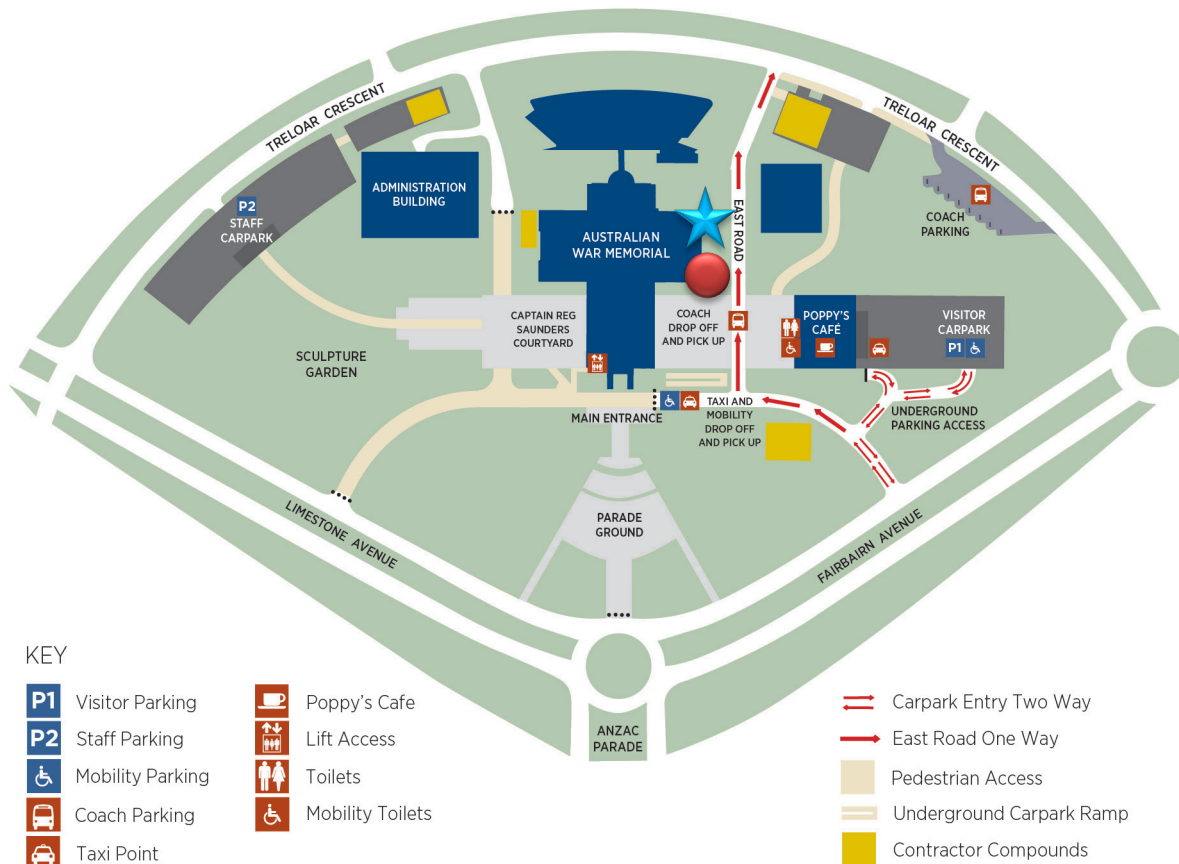 TRELOAR CRESCENT
TRELOAR CRESCENT
P2
STAFF
CARPARK
ADMINISTRATION
BUILDING
AUSTRALIAN
WAR MEMORIAL
EAST ROAD
COACH
PARKING
CAPTAIN REG
SAUNDERS
COURTYARD
COACH
DROP OFF
AND PICK UP
POPPY'S
CAFÉ
VISITOR
CARPARK
P1
SCULPTURE
GARDEN
MAIN ENTRANCE
TAXI AND
MOBILITY
DROP OFF
AND PICK UP
UNDERGROUND
PARKING ACCESS
LIMESTONE AVENUE
PARADE
GROUND
FAIRBAIRN AVENUE
ANZAC
PARADE
KEY
P1 Visitor Parking
P2 Staff Parking
Mobility Parking
Coach Parking
Taxi Point
Poppy's Cafe
Lift Access
Toilets
Mobility Toilets
Carpark Entry Two Way
East Road One Way
Pedestrian Access
Underground Carpark Ramp
Contractor Compounds